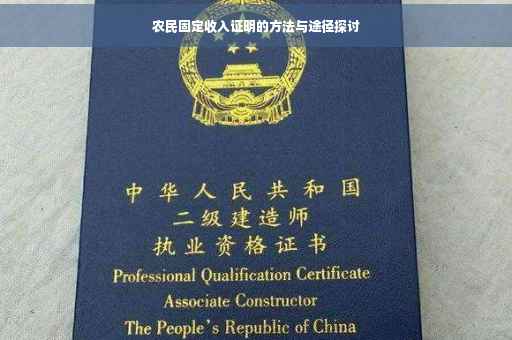 农民固定收入证明的方法与途径探讨
中华人民共和国
二级建造师
执业资格证书
Professional Qualification Certificate
Associate Constructor
The People's Republic of China